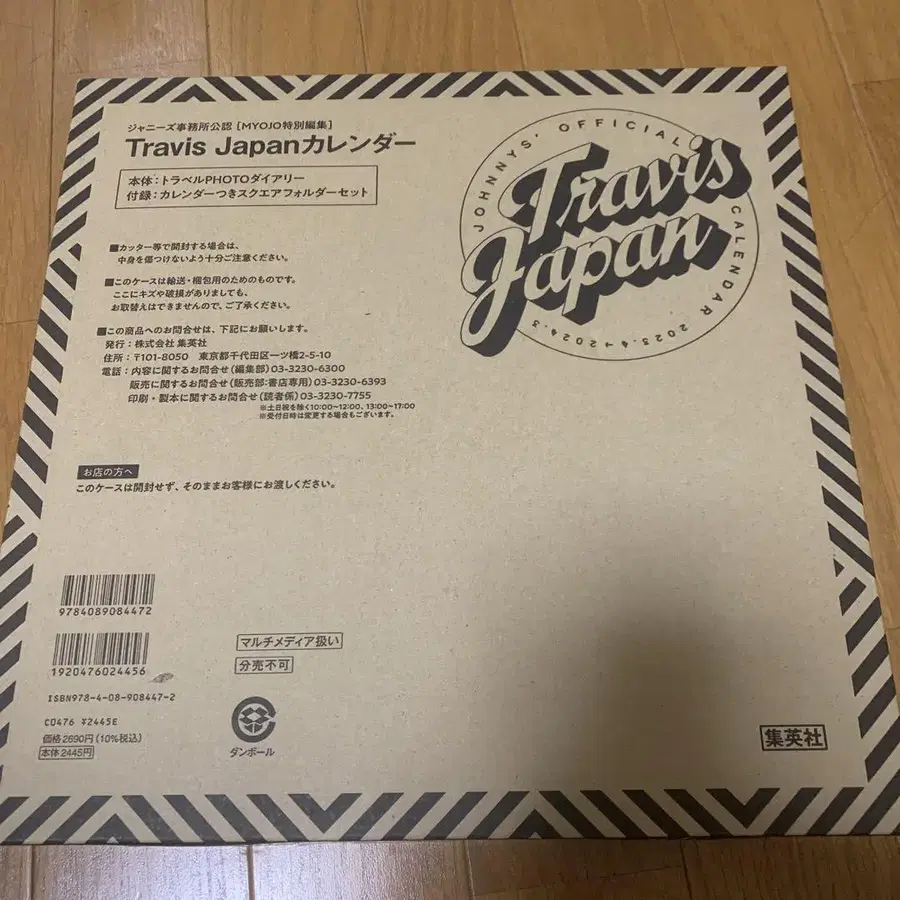 ジャニーズ事務所公認 [MYOJO特別編集]
Travis Japanカレンダー
本体:トラベルPHOTOダイアリー
付録:カレンダーつきスクエアフォルダーセット
JOHNNYS' OFFICIAL CALENDAR 2023.4→2024.3
Travis
Japan
■カッター等で開封する場合は、
中身を傷つけないよう十分ご注意ください。
■このケースは輸送・梱包用のためのものです。
ここにキズや破損がありましても、
お取替えはできませんので、ご了承ください。
■この商品へのお問合せは、下記にお願いします。
発行:株式会社 集英社
住所:〒101-8050 東京都千代田区一ツ橋2-5-10
電話:内容に関するお問合せ(編集部)03-3230-6300
販売に関するお問合せ(販売部:書店専用)03-3230-6393
印刷・製本に関するお問合せ(読者係)03-3230-7755
※土日祝を除く10:00~12:00、13:00~17:00
※受付日時は変更する場合もございます。
お店の方へ
このケースは開封せず、そのままお客様にお渡しください。
9784089084472
1920476024456
ISBN978-4-08-908447-2
C0476 ¥2445E
価格2690円(10%税込)
本体2445円
マルチメディア扱い
分売不可
ダンボール
集英社